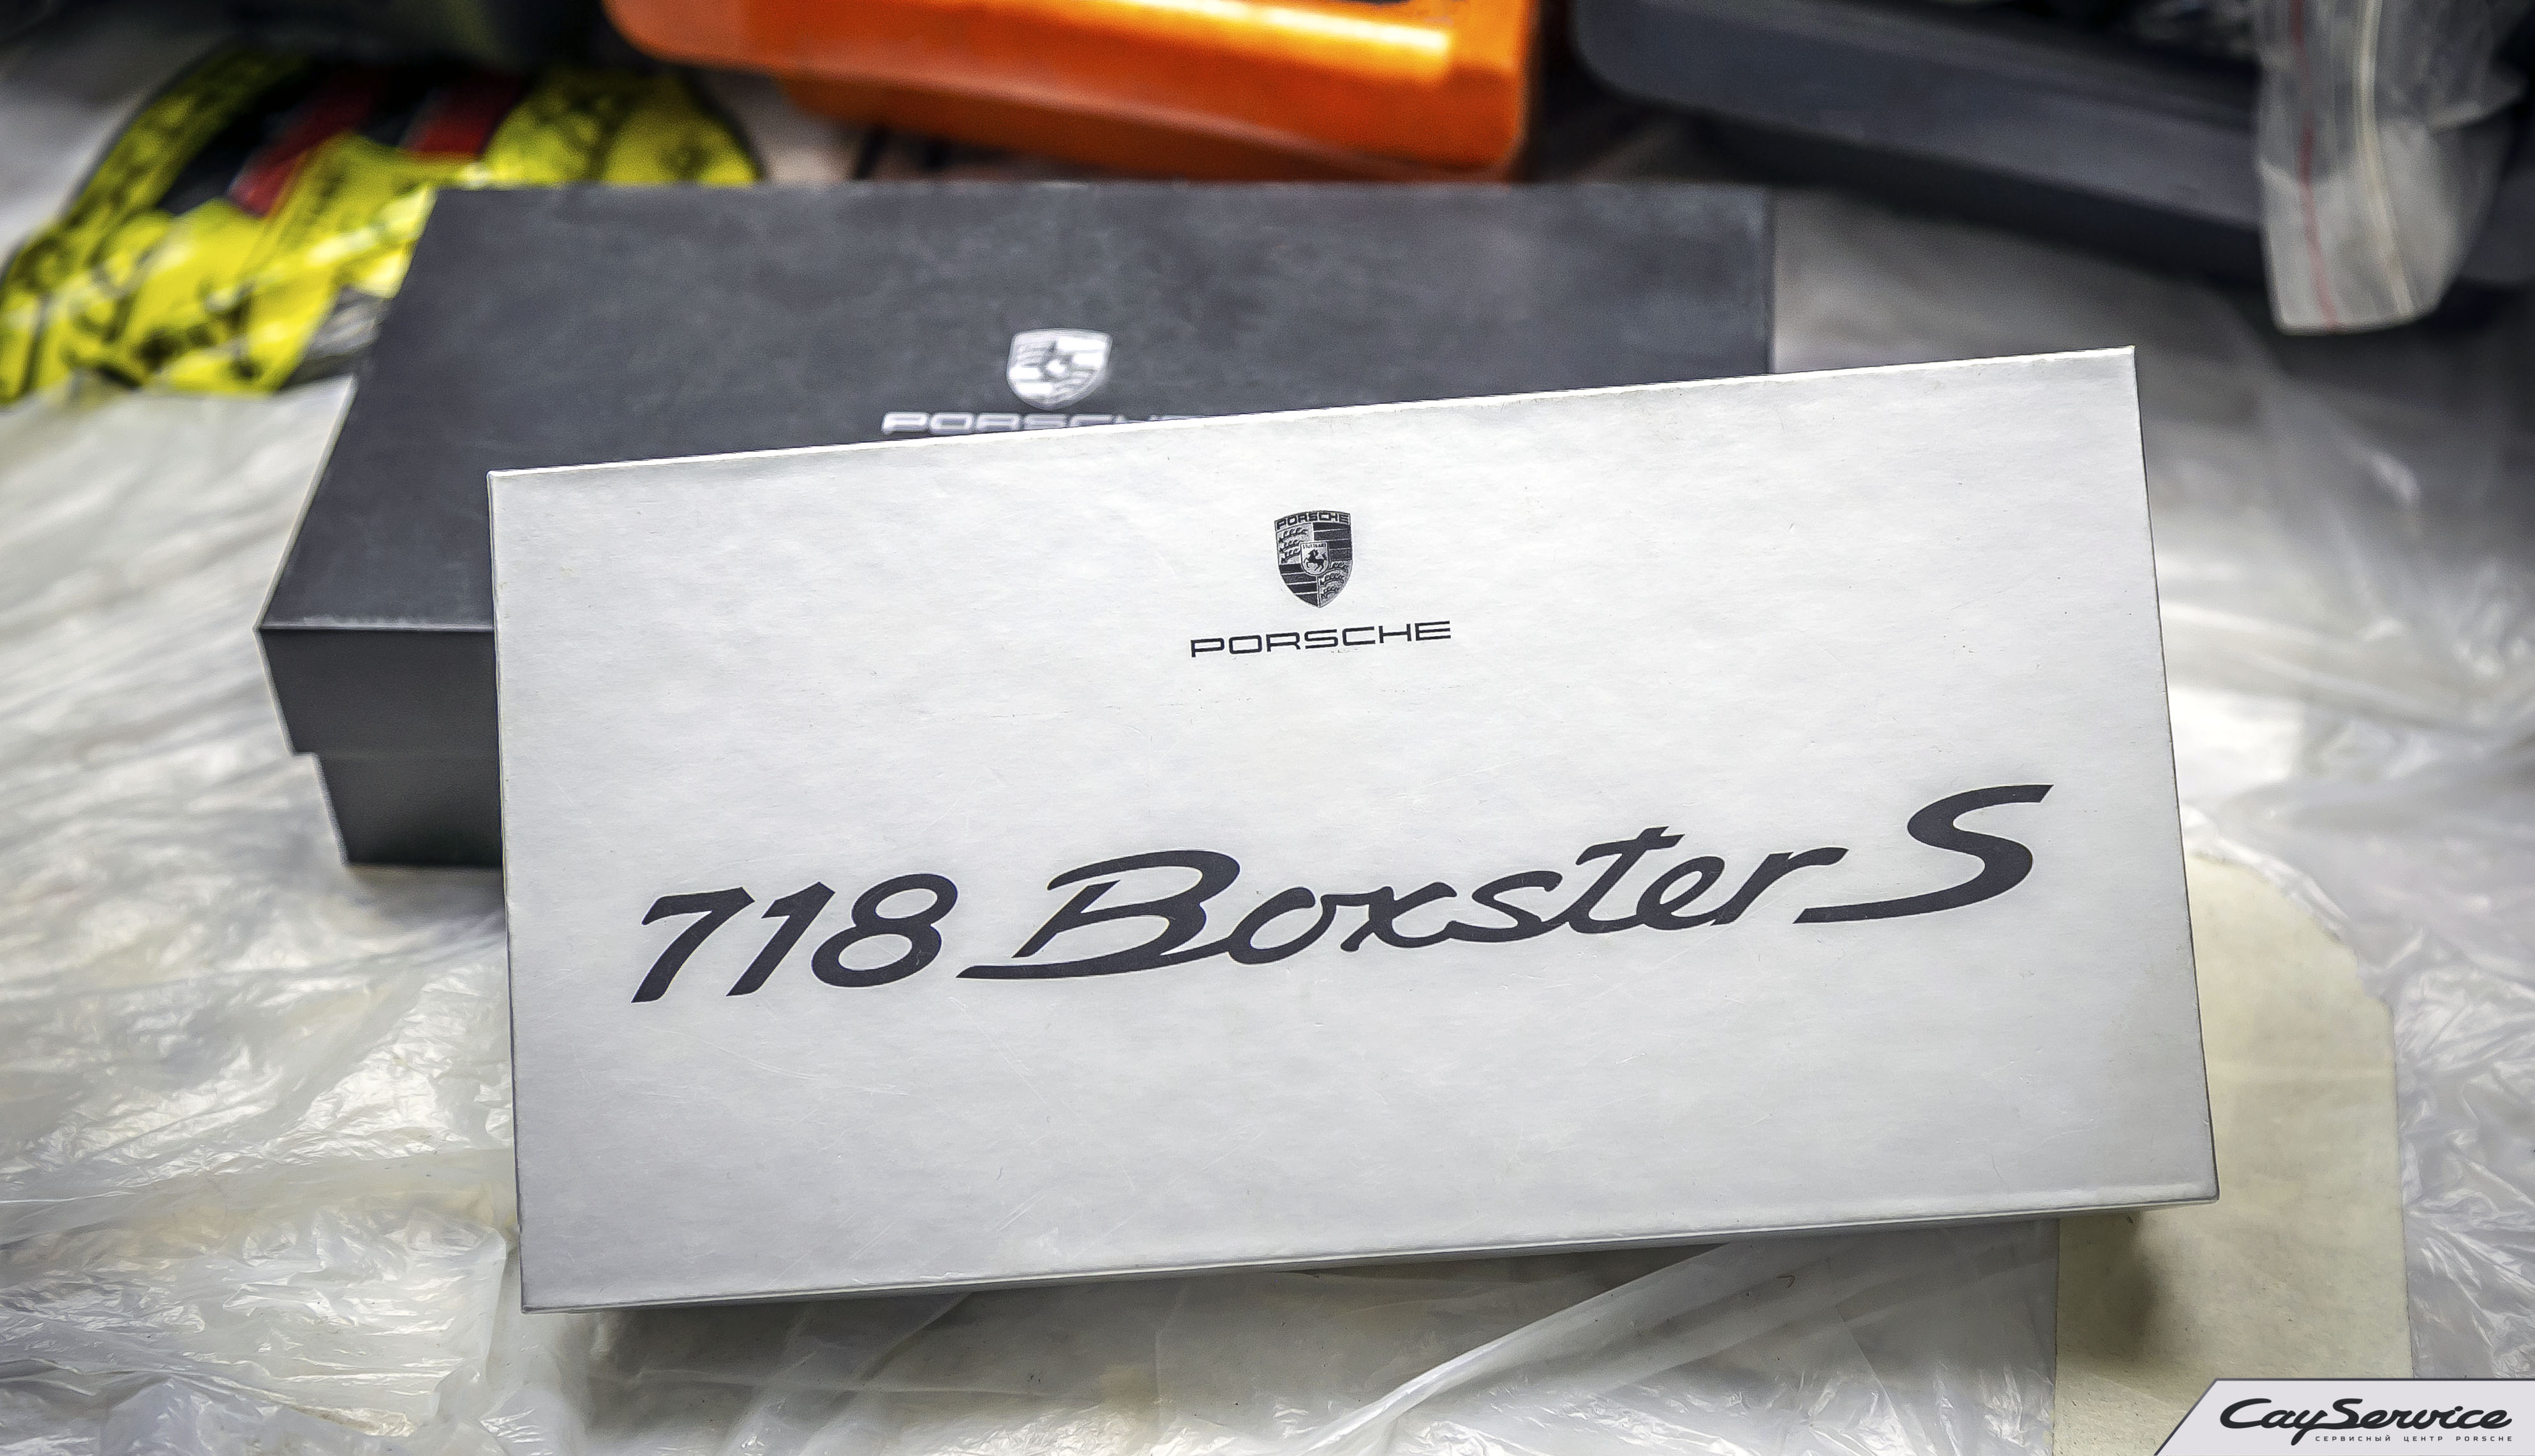 PORSCHE
PORSCHE
PORSCHE
718 Boxster S
CayService
СЕРВИСНЫЙ ЦЕНТР PORSCHE